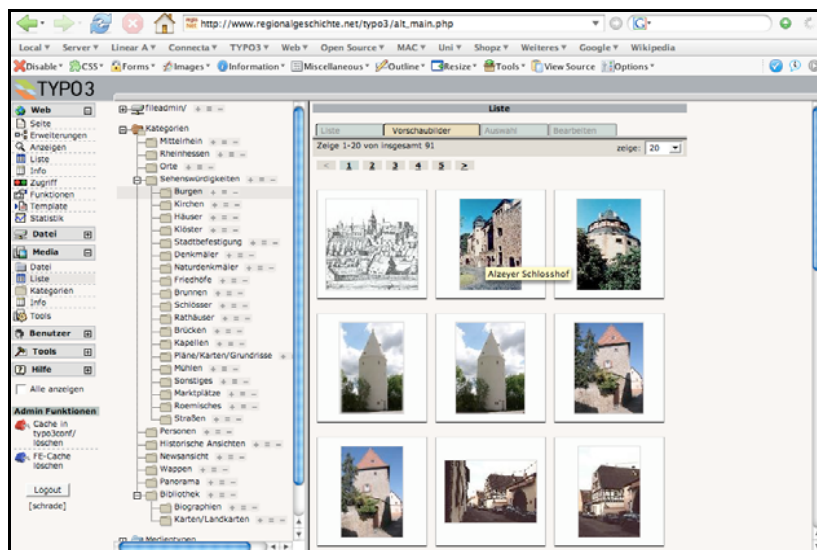 http://www.regionalgeschichte.net/typo3/alt_main.php
Local Server Linear A Connecta TYPO3 Web Open Source MAC Uni Shopz Weiteres Google Wikipedia
Disable CSS Forms Images Information Miscellaneous Outline Resize Tools View Source Options
TYPO3
Web
Seite
Erweiterungen
Anzeigen
Liste
Info
Zugriff
Funktionen
Template
Statistik
Datei
Media
Datei
Liste
Kategorien
Info
Tools
Benutzer
Tools
Hilfe
Alle anzeigen
Admin Funktionen
Cache in
typo3conf/
löschen
FE-Cache
löschen
Logout
[schrade]
fileadmin/
Kategorien
Mittelrhein
Rheinhessen
Orte
Sehenswürdigkeiten
Burgen
Kirchen
Häuser
Klöster
Stadtbefestigung
Denkmäler
Naturdenkmäler
Friedhöfe
Brunnen
Schlösser
Rathäuser
Brücken
Kapellen
Pläne/Karten/Grundrisse
Mühlen
Sonstiges
Marktplätze
Roemisches
Straßen
Personen
Historische Ansichten
Newsansicht
Wappen
Panorama
Bibliothek
Biographien
Karten/Landkarten
Medientypen
Liste
Liste Vorschaubilder Auswahl Bearbeiten
Zeige 1-20 von insgesamt 91 zeige: 20
< 1 2 3 4 5 >
Alzeyer Schlosshof